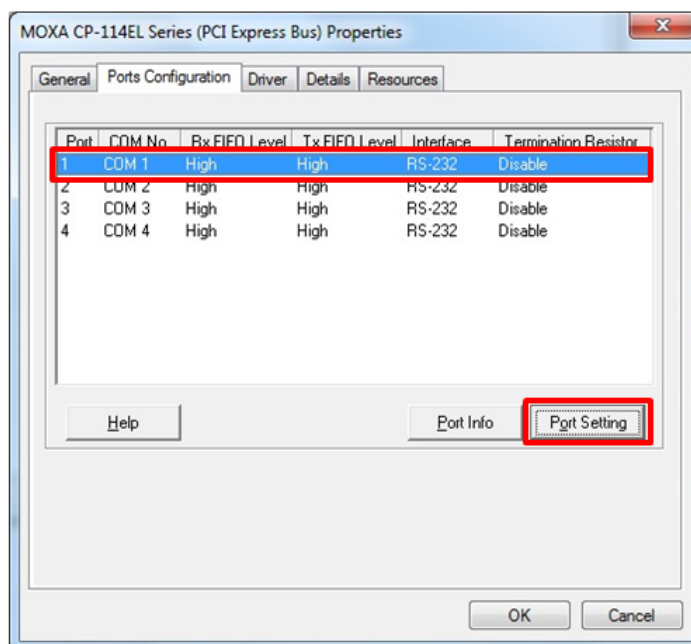 MOXA CP-114EL Series (PCI Express Bus) Properties
General Ports Configuration Driver Details Resources
Port COM No. Rx FIFO Level Tx FIFO Level Interface Termination Resistor
1 COM 1 High High RS-232 Disable
2 COM 2 High High RS-232 Disable
3 COM 3 High High RS-232 Disable
4 COM 4 High High RS-232 Disable
Help Port Info Port Setting
OK Cancel